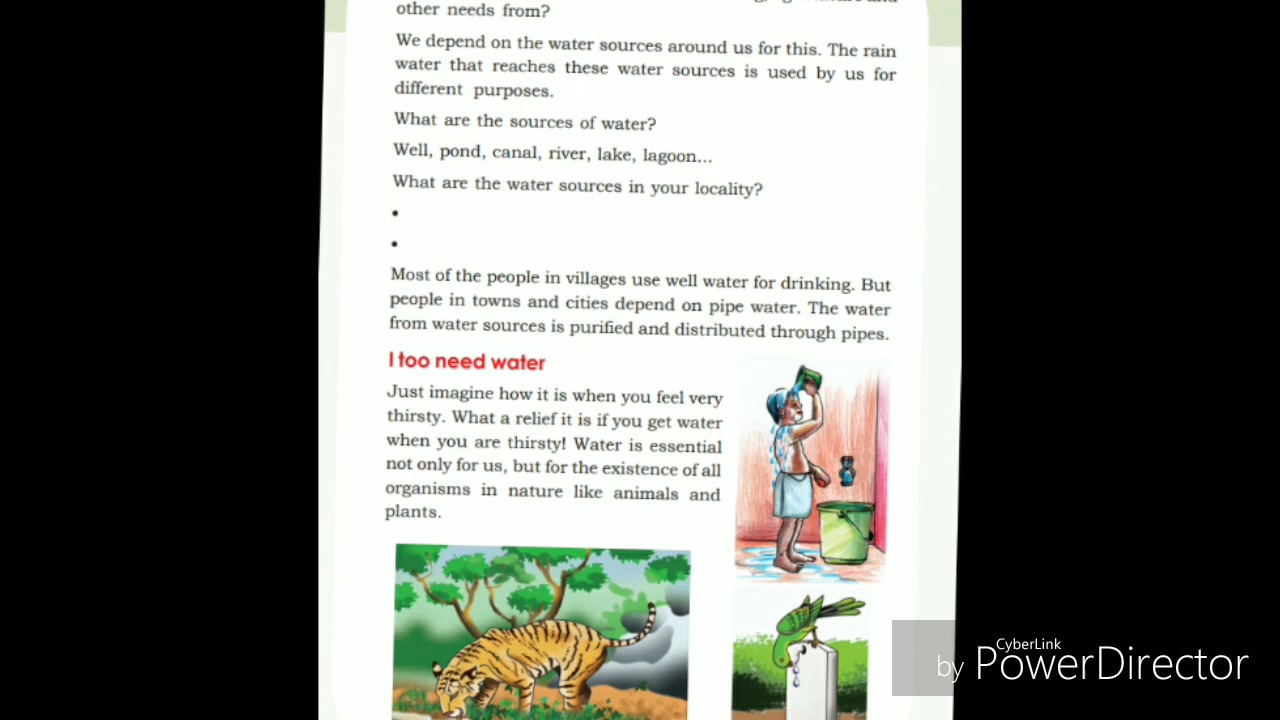 other needs from?
We depend on the water sources around us for this. The rain
water that reaches these water sources is used by us for
different purposes.
What are the sources of water?
Well, pond, canal, river, lake, lagoon...
What are the water sources in your locality?
•
•
Most of the people in villages use well water for drinking. But
people in towns and cities depend on pipe water. The water
from water sources is purified and distributed through pipes.
I too need water
Just imagine how it is when you feel very
thirsty. What a relief it is if you get water
when you are thirsty! Water is essential
not only for us, but for the existence of all
organisms in nature like animals and
plants.
CyberLink
by PowerDirector